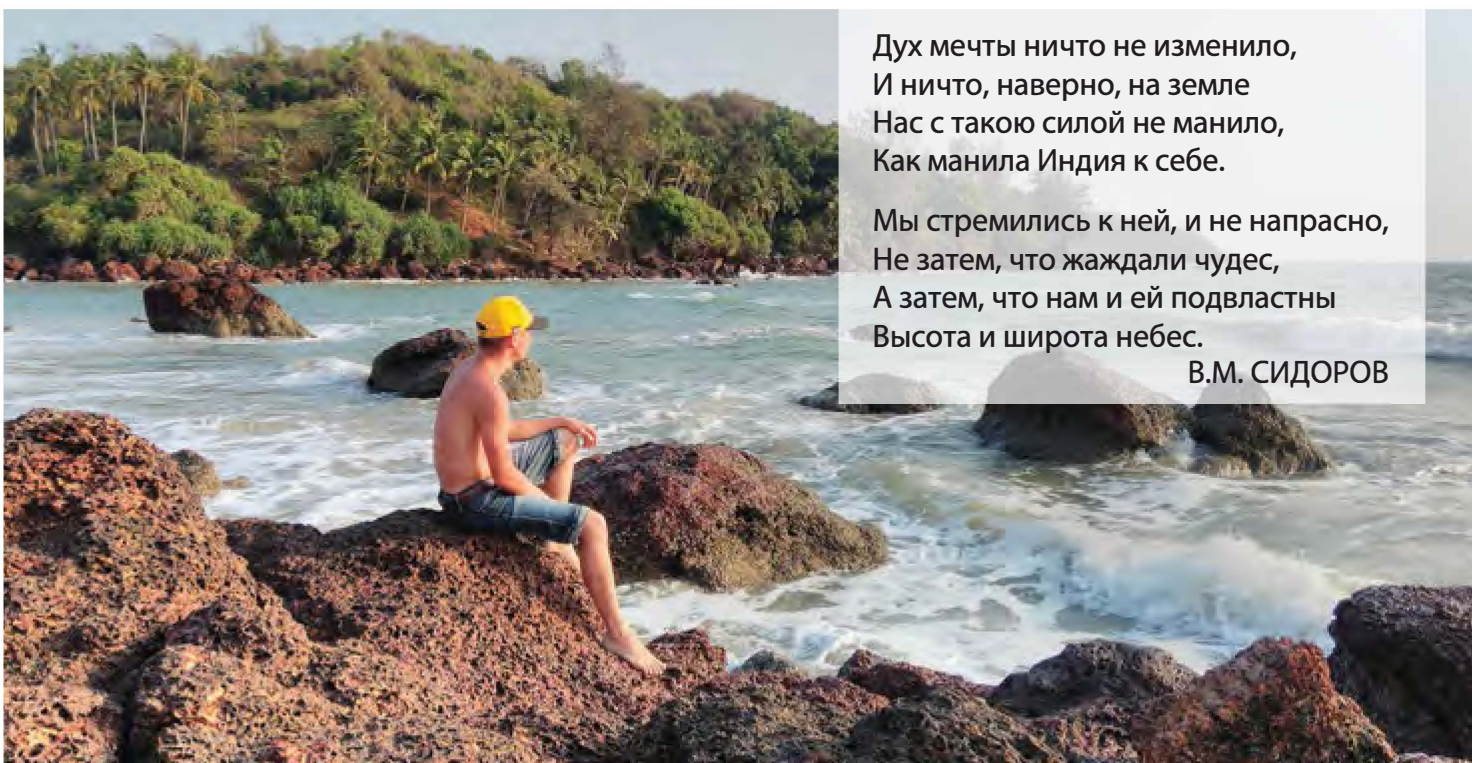 Дух мечты ничто не изменило,
И ничто, наверно, на земле
Нас с такою силой не манило,
Как манила Индия к себе.
Мы стремились к ней, и не напрасно,
Не затем, что жаждали чудес,
А затем, что нам и ей подвластны
Высота и широта небес.
В.М. СИДОРОВ